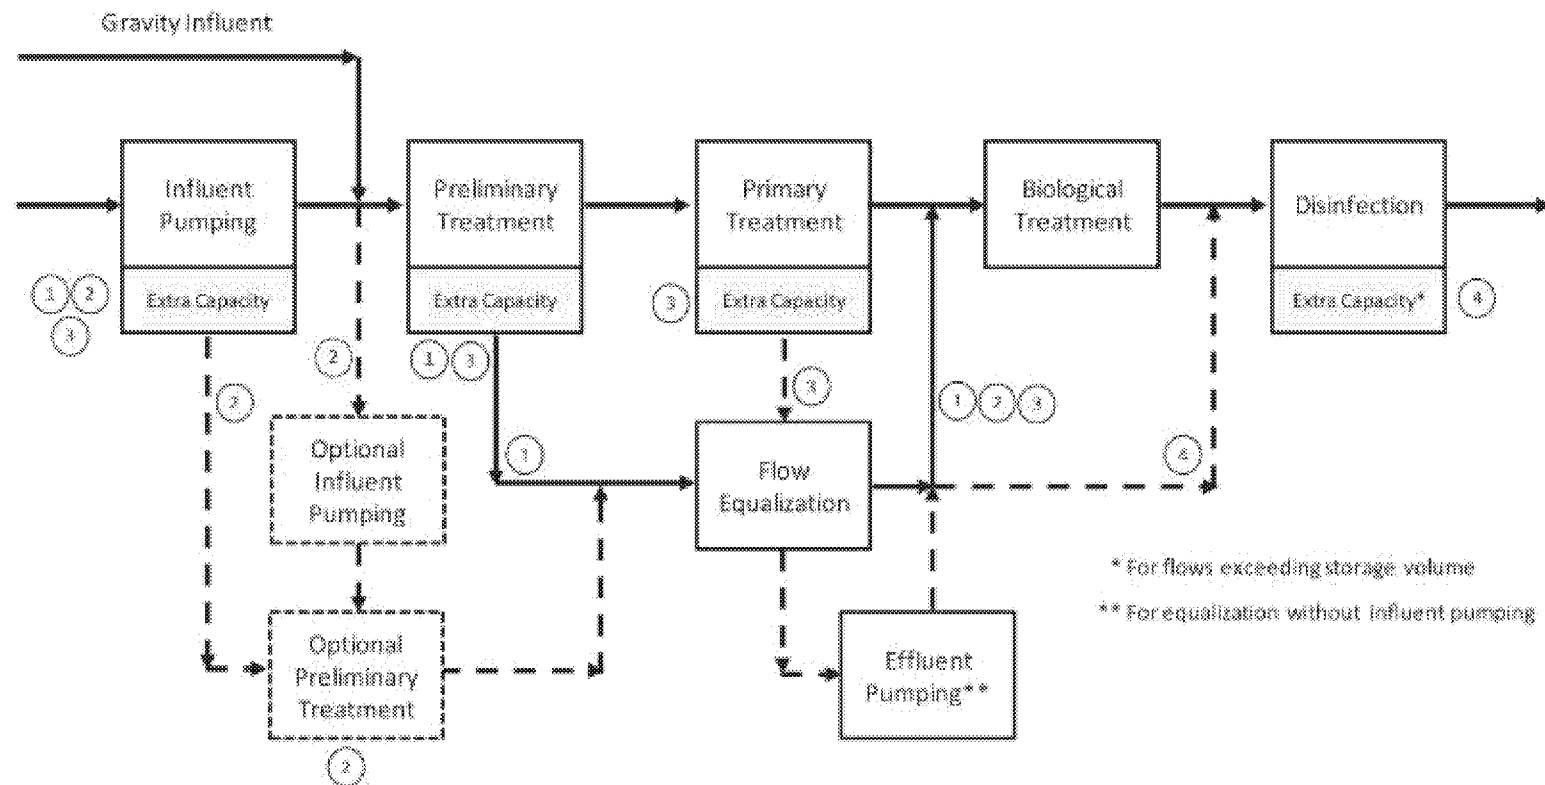 Gravity Influent
Influent
Pumping
Extra Capacity
1 2
3
Preliminary
Treatment
Extra Capacity
1 3
Primary
Treatment
Extra Capacity
3
Biological
Treatment
Disinfection
Extra Capacity*
4
2
2
Optional
Influent
Pumping
1
3
Flow
Equalization
1 2 3
4
Optional
Preliminary
Treatment
2
Effluent
Pumping**
* For flows exceeding storage volume
** For equalization without influent pumping